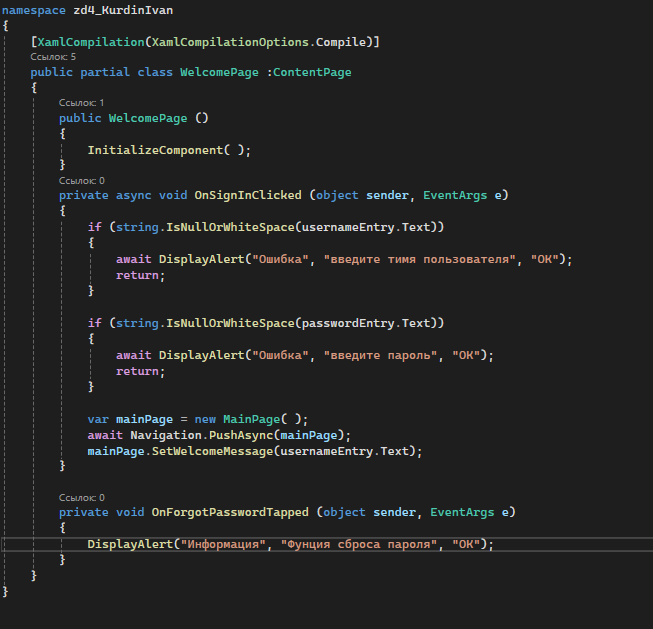 namespace zd4_KurdinIvan
{
[XamlCompilation(XamlCompilationOptions.Compile)]
Ссылок: 5
public partial class WelcomePage :ContentPage
{
Ссылок: 1
public WelcomePage ()
{
InitializeComponent( );
}
Ссылок: 0
private async void OnSignInClicked (object sender, EventArgs e)
{
if (string.IsNullOrWhiteSpace(usernameEntry.Text))
{
await DisplayAlert("Ошибка", "введите тимя пользователя", "ОК");
return;
}
if (string.IsNullOrWhiteSpace(passwordEntry.Text))
{
await DisplayAlert("Ошибка", "введите пароль", "ОК");
return;
}
var mainPage = new MainPage( );
await Navigation.PushAsync(mainPage);
mainPage.SetWelcomeMessage(usernameEntry.Text);
}
Ссылок: 0
private void OnForgotPasswordTapped (object sender, EventArgs e)
{
DisplayAlert("Информация", "Фунция сброса пароля", "ОК");
}
}
}